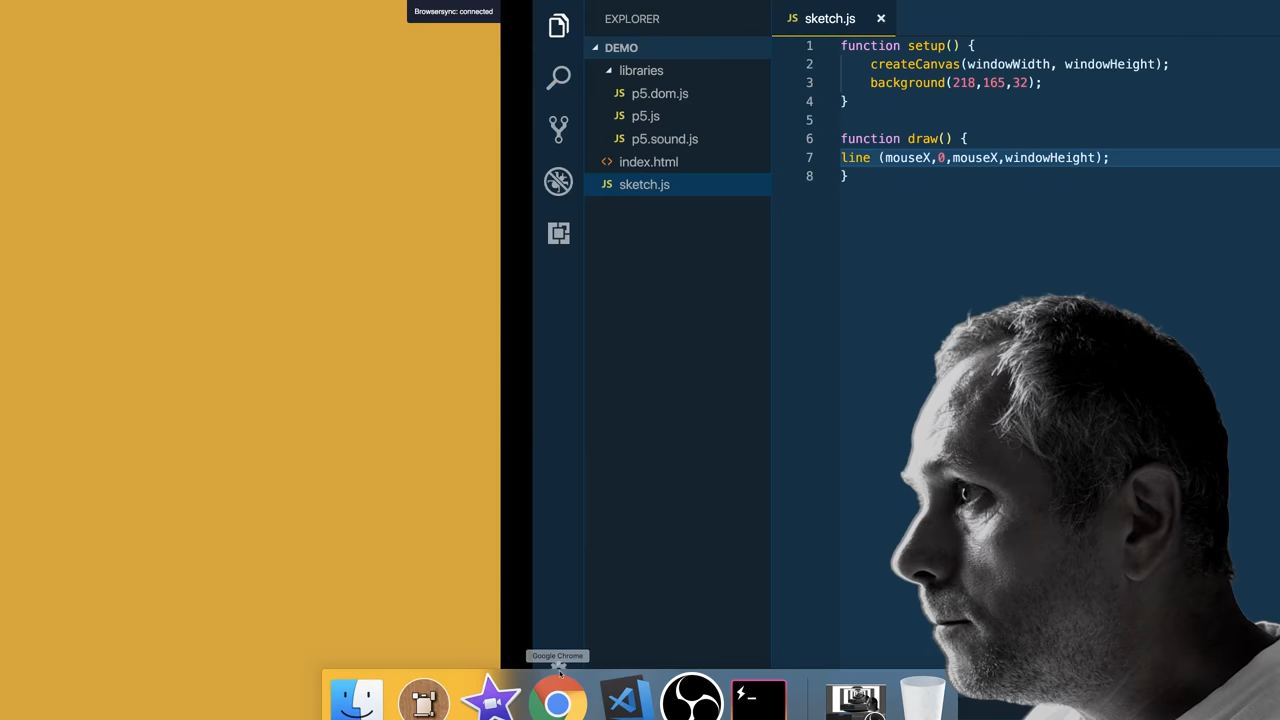 Browsersync: connected
EXPLORER
DEMO
libraries
JS p5.dom.js
JS p5.js
JS p5.sound.js
<> index.html
JS sketch.js
JS sketch.js ×
1 function setup() {
2 createCanvas(windowWidth, windowHeight);
3 background(218,165,32);
4 }
5
6 function draw() {
7 line (mouseX,0,mouseX,windowHeight);
8 }
Google Chrome